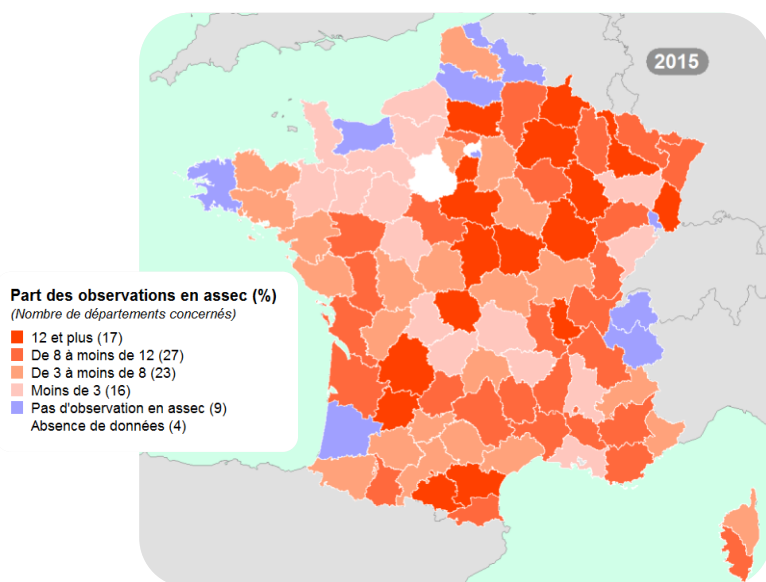 2015
Part des observations en assec (%)
(Nombre de départements concernés)
12 et plus (17)
De 8 à moins de 12 (27)
De 3 à moins de 8 (23)
Moins de 3 (16)
Pas d'observation en assec (9)
Absence de données (4)